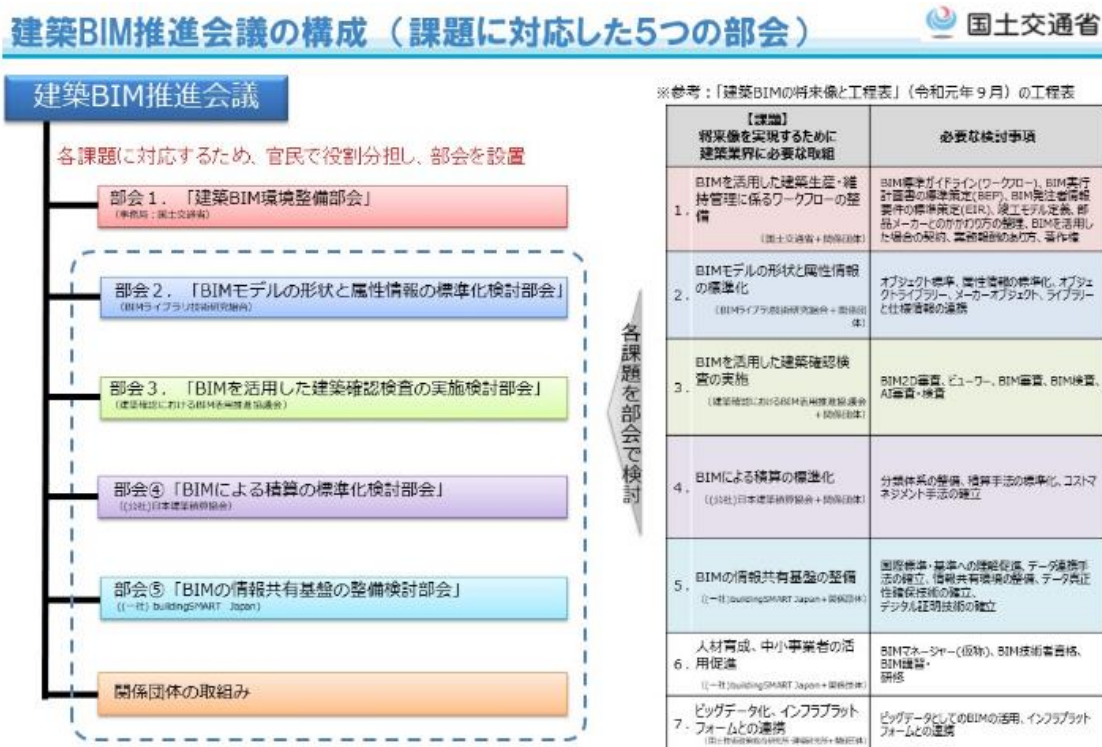 建築BIM推進会議の構成（課題に対応した5つの部会）
国土交通省
建築BIM推進会議
各課題に対応するため、官民で役割分担し、部会を設置
部会１．「建築BIM環境整備部会」
（事務局：国土交通省）
部会２．「BIMモデルの形状と属性情報の標準化検討部会」
（BIMライブラリ技術研究組合）
部会３．「BIMを活用した建築確認検査の実施検討部会」
（建築確認におけるBIM活用推進協議会）
部会④「BIMによる積算の標準化検討部会」
（(公社)日本建築積算協会）
部会⑤「BIMの情報共有基盤の整備検討部会」
（(一社) buildingSMART Japan）
関係団体の取組み
各課題を部会で検討
※参考：「建築BIMの将来像と工程表」（令和元年９月）の工程表
【課題】
将来像を実現するために
建築業界に必要な取組
必要な検討事項
1．
BIMを活用した建築生産・維
持管理に係るワークフローの整
備
（国土交通省＋関係団体）
BIM標準ガイドライン(ワークフロー)、BIM実行
計画書の標準策定(BEP)、BIM発注者情報
要件の標準策定(EIR)、竣工モデル定義、部
品メーカーとのかかわり方の整理、BIMを活用し
た場合の契約、業務報酬のあり方、著作権
2．
BIMモデルの形状と属性情報
の標準化
（BIMライブラリ技術研究組合＋関係団
体）
オブジェクト標準、属性情報の標準化、オブジェ
クトライブラリー、メーカーオブジェクト、ライブラリー
と仕様情報の連携
3．
BIMを活用した建築確認検
査の実施
（建築確認におけるBIM活用推進協議会
＋関係団体）
BIM2D審査、ビューワー、BIM審査、BIM検査、
AI審査・検査
4．
BIMによる積算の標準化
（(公社)日本建築積算協会＋関係団体）
分類体系の整備、積算手法の標準化、コストマ
ネジメント手法の確立
5．
BIMの情報共有基盤の整備
（(一社)buildingSMART Japan＋関係団体）
国際標準・基準への理解促進、データ連携手
法の確立、情報共有環境の整備、データ真正
性確保技術の確立、
デジタル証明技術の確立
6．
人材育成、中小事業者の活
用促進
（(一社)buildingSMART Japan＋関係団体）
BIMマネージャー(仮称)、BIM技術者資格、
BIM講習・
研修
7．
ビッグデータ化、インフラプラット
フォームとの連携
ビッグデータとしてのBIMの活用、インフラプラット
フォームとの連携